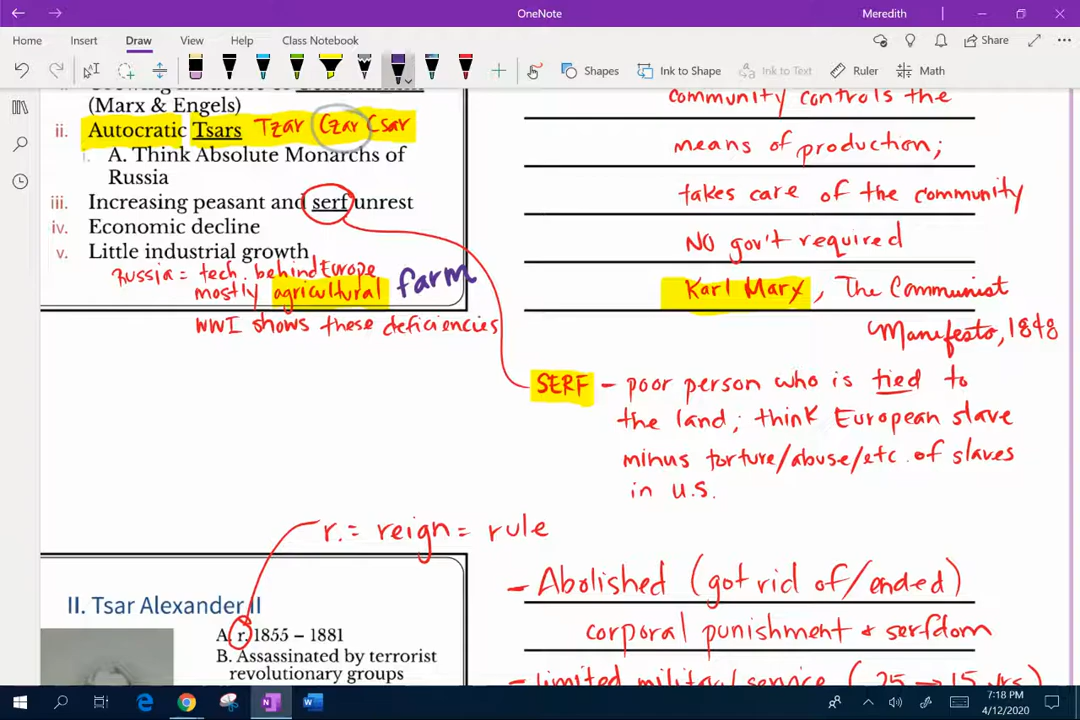 OneNote
Meredith
Home Insert Draw View Help Class Notebook
Share
Shapes Ink to Shape Ink to Text Ruler Math
(Marx & Engels)
ii. Autocratic Tsars Tzar Czar Csar
i. A. Think Absolute Monarchs of
Russia
iii. Increasing peasant and serf unrest
iv. Economic decline
v. Little industrial growth
Russia = tech. behind Europe
mostly agricultural farm
WWI shows these deficiencies
community controls the
means of production;
takes care of the community
NO gov't required
Karl Marx, The Communist
Manifesto, 1848
SERF - poor person who is tied to
the land; think European slave
minus torture/abuse/etc. of slaves
in U.S.
r. = reign = rule
II. Tsar Alexander II
A. r. 1855 – 1881
B. Assassinated by terrorist
revolutionary groups
- Abolished (got rid of/ended)
corporal punishment + serfdom
- limited military service (25 → 15 yrs)
7:18 PM
4/12/2020